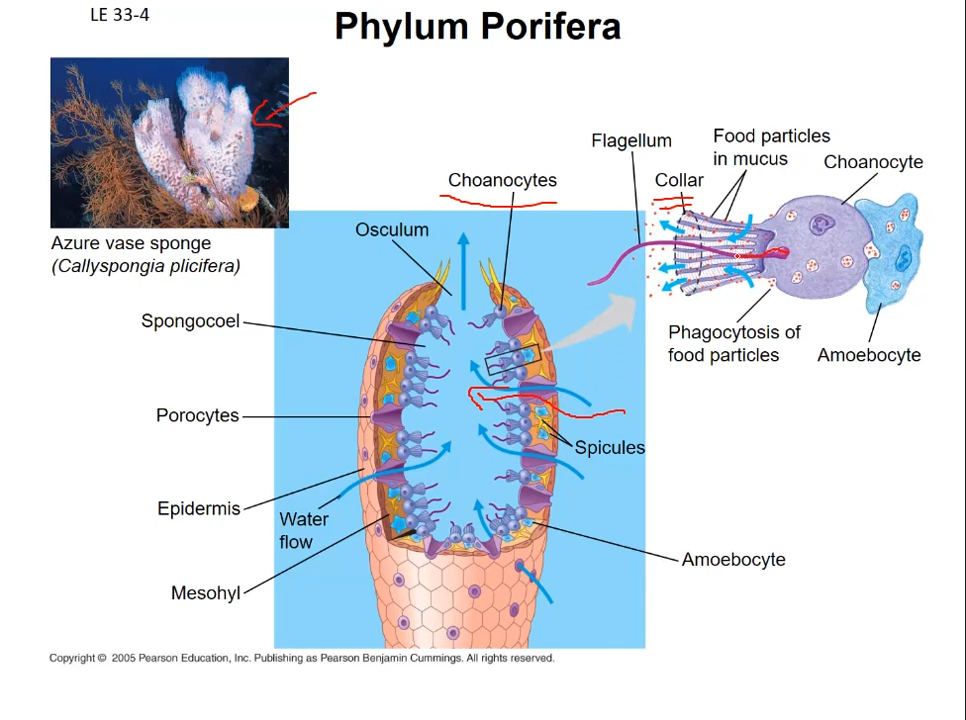 LE 33-4
Phylum Porifera
Azure vase sponge
(Callyspongia plicifera)
Choanocytes
Osculum
Spongocoel
Porocytes
Epidermis
Water
flow
Mesohyl
Flagellum
Collar
Food particles
in mucus
Choanocyte
Phagocytosis of
food particles
Amoebocyte
Spicules
Amoebocyte
Copyright © 2005 Pearson Education, Inc. Publishing as Pearson Benjamin Cummings. All rights reserved.